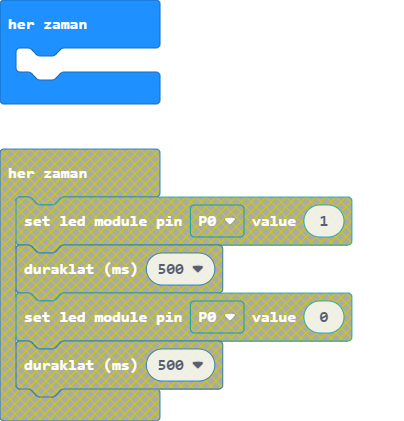 her zaman
her zaman
set led module pin P0 value 1
duraklat (ms) 500
set led module pin P0 value 0
duraklat (ms) 500